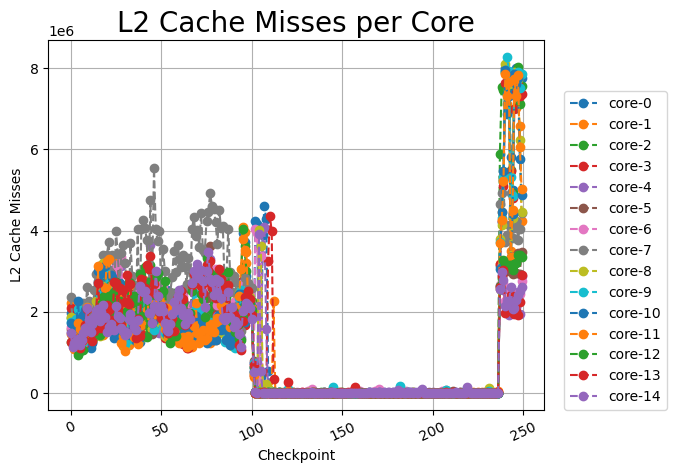 L2 Cache Misses per Core
1e6
8
6
4
2
0
L2 Cache Misses
0
50
100
150
200
250
Checkpoint
core-0
core-1
core-2
core-3
core-4
core-5
core-6
core-7
core-8
core-9
core-10
core-11
core-12
core-13
core-14